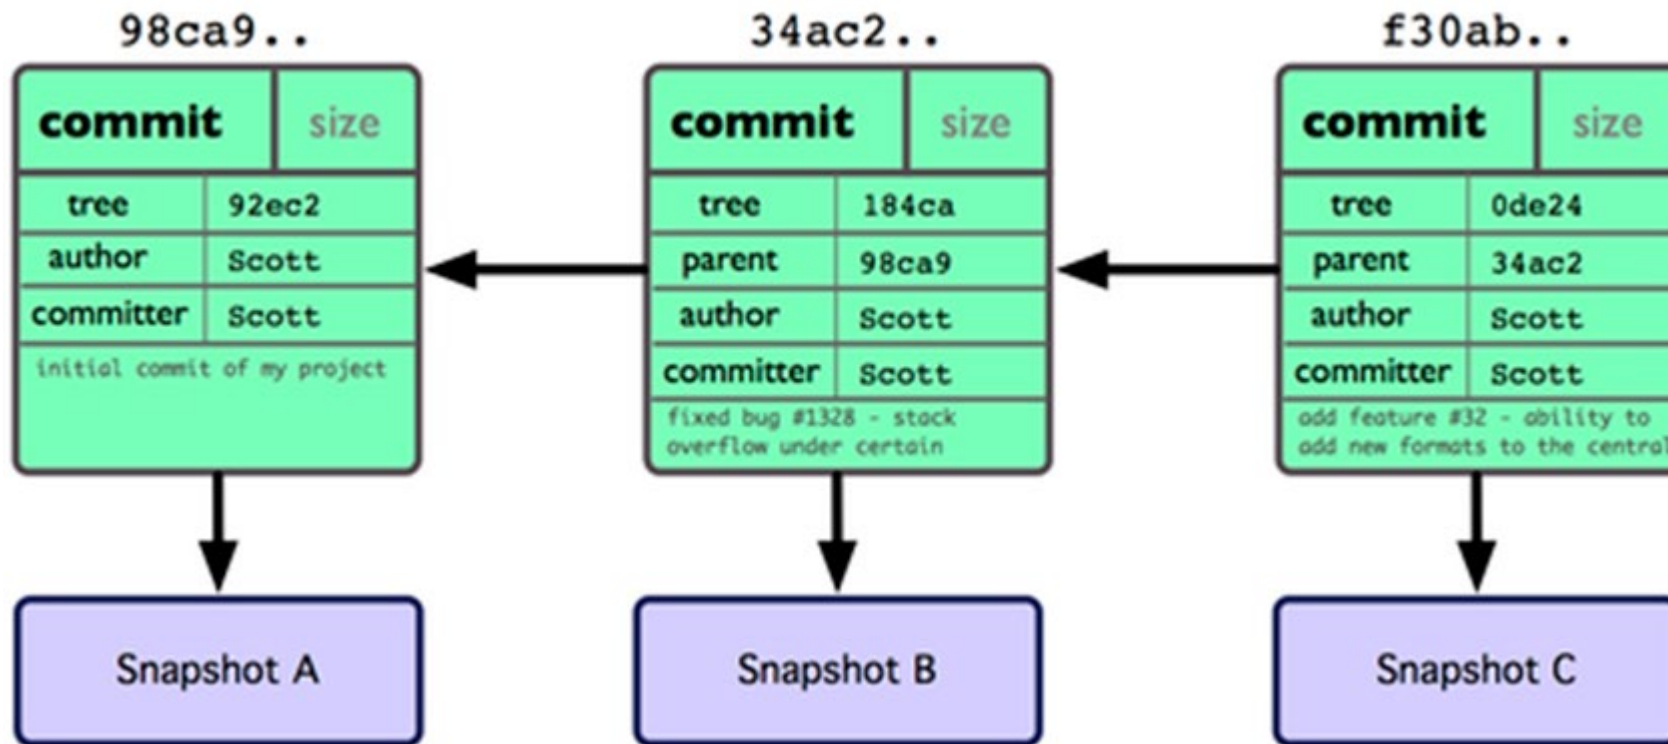 98ca9..
commit size
tree 92ec2
author Scott
committer Scott
initial commit of my project
Snapshot A
34ac2..
commit size
tree 184ca
parent 98ca9
author Scott
committer Scott
fixed bug #1328 - stack
overflow under certain
Snapshot B
f30ab..
commit size
tree 0de24
parent 34ac2
author Scott
committer Scott
add feature #32 - ability to
add new formats to the central
Snapshot C